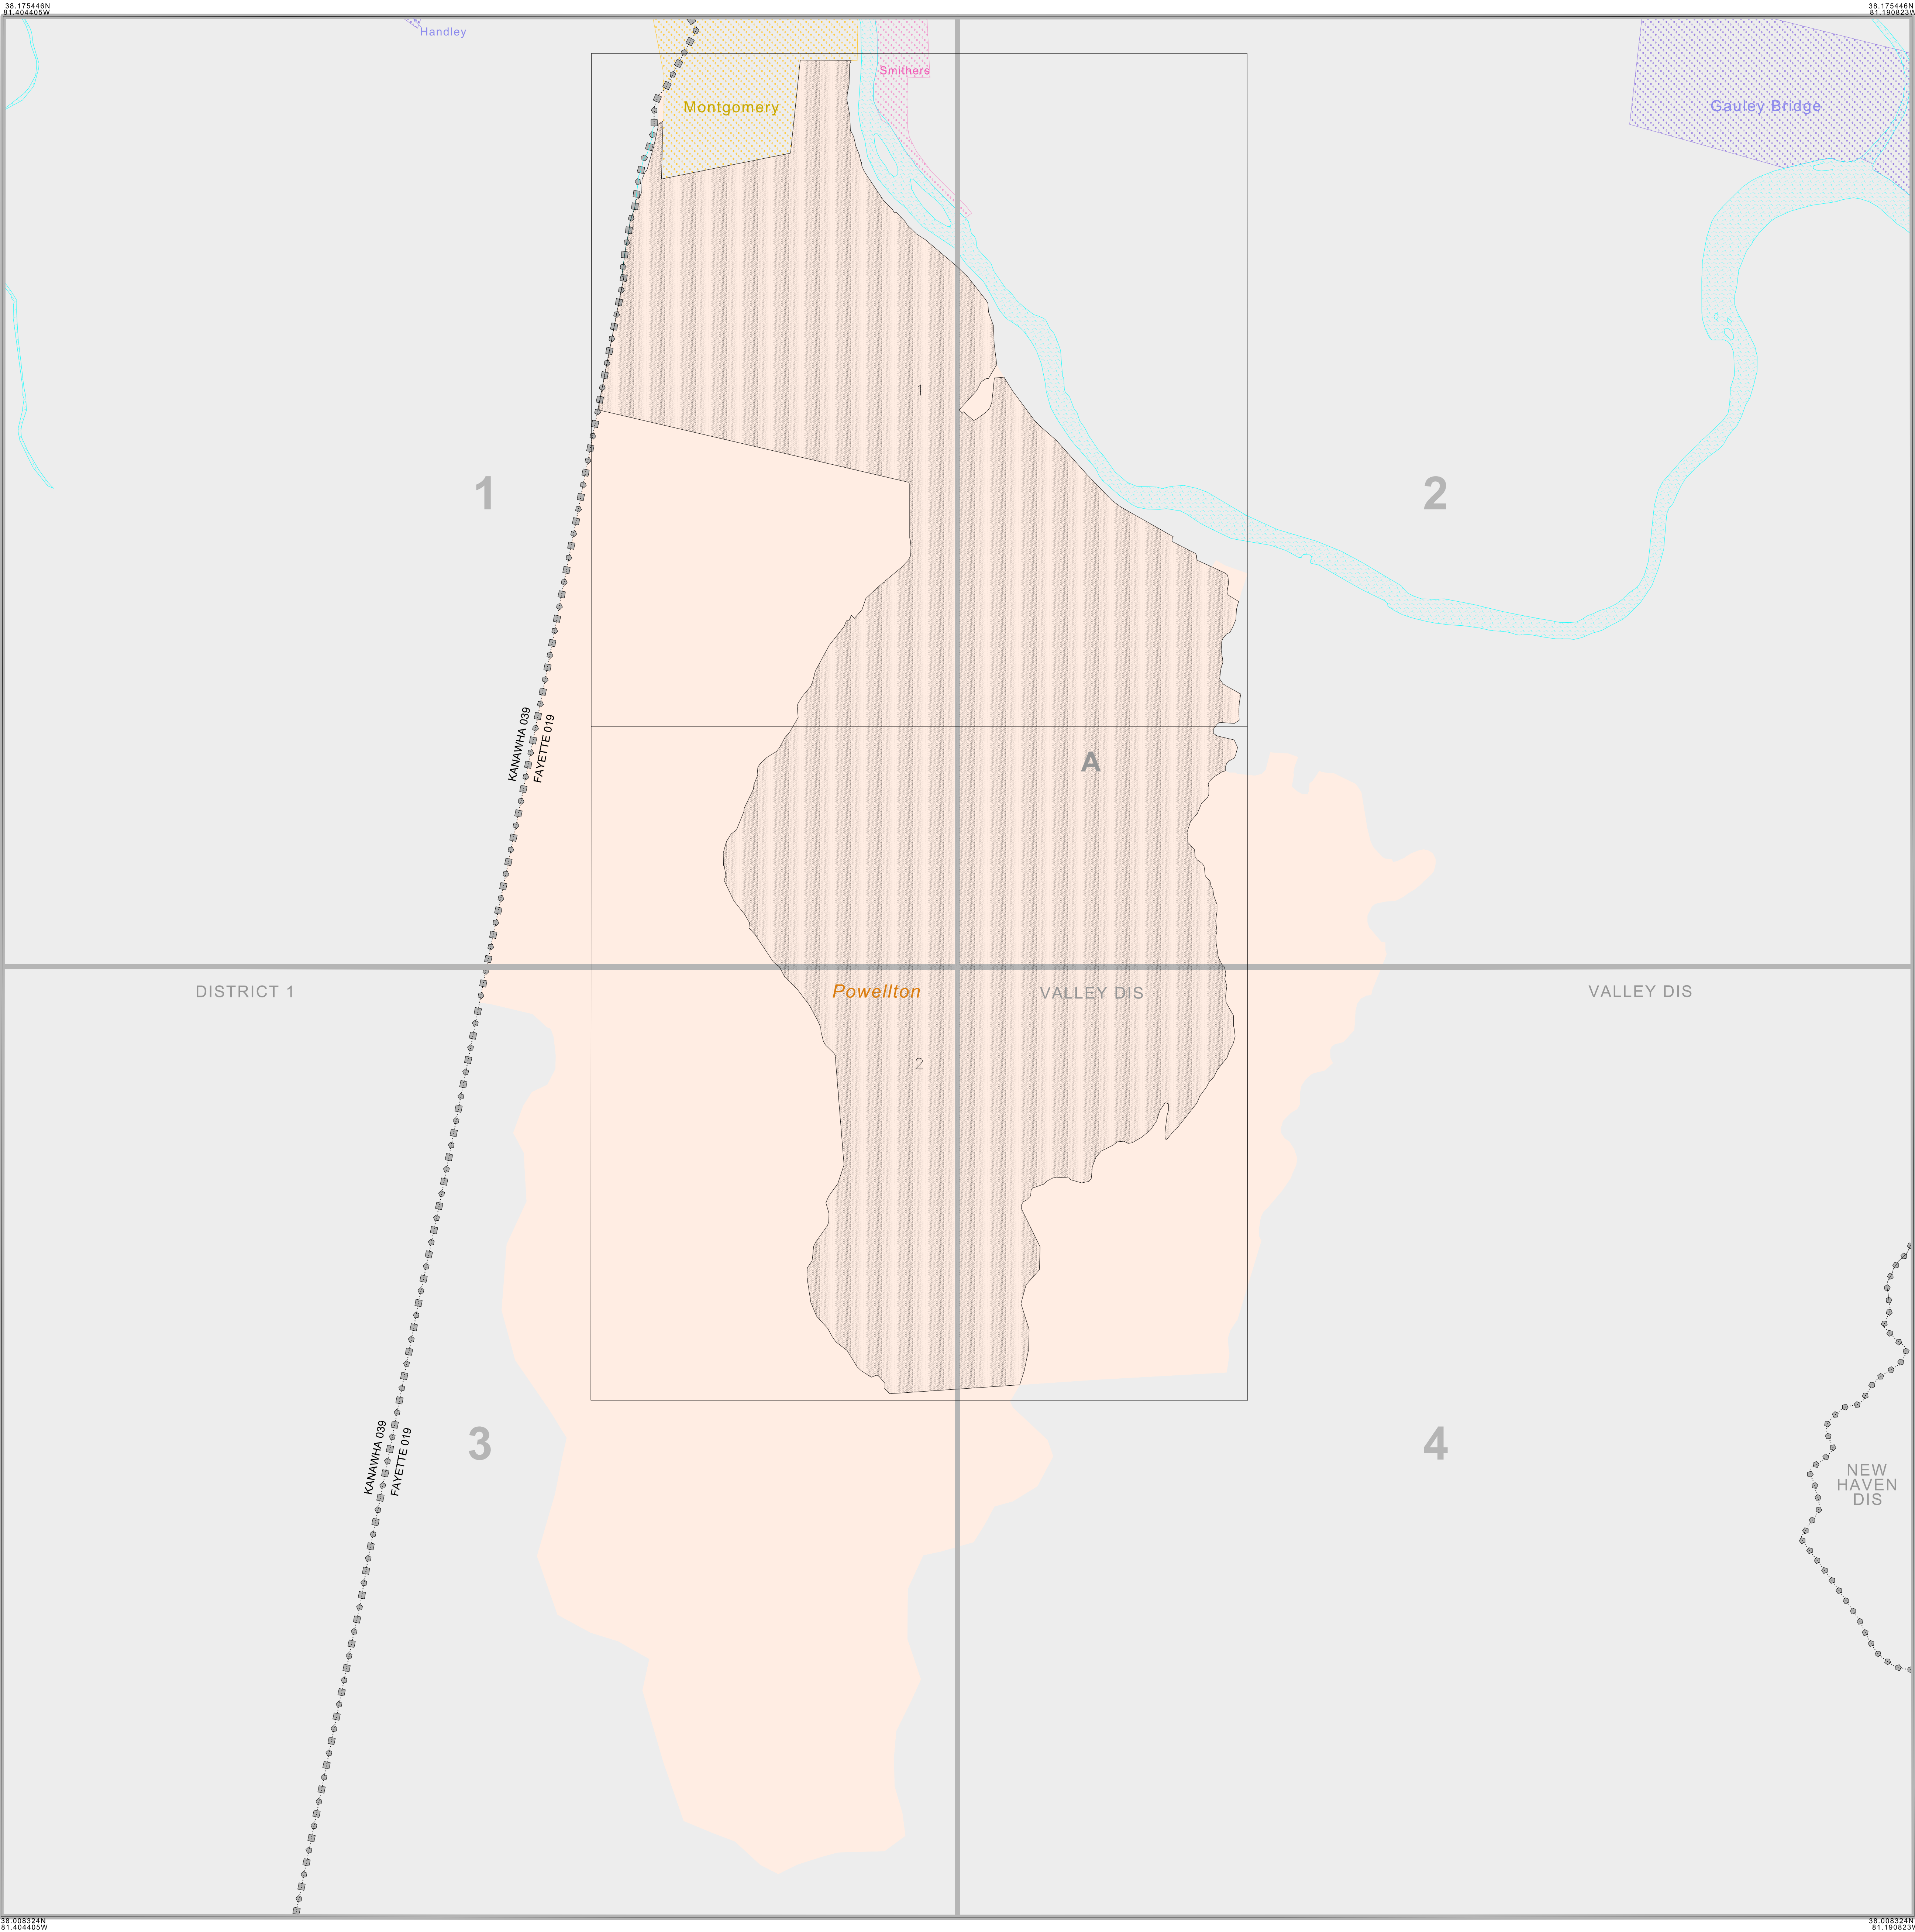 38.175446N
81.404405W
38.175446N
81.190823W
Handley
Smithers
Montgomery
Gauley Bridge
1
1
2
KANAWHA 039
FAYETTE 019
A
DISTRICT 1
Powellton
VALLEY DIS
VALLEY DIS
2
KANAWHA 039
FAYETTE 019
3
4
NEW
HAVEN
DIS
38.008324N
81.404405W
38.008324N
81.190823W